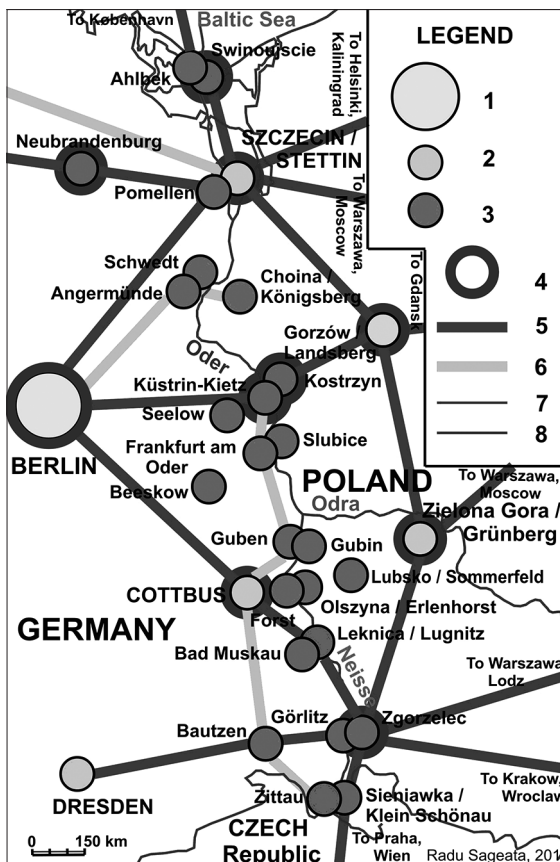 To København
Baltic Sea
Swinoujscie
Ahlbek
To Helsinki,
Kaliningrad
LEGEND
1
2
3
4
5
6
7
8
Neubrandenburg
SZCZECIN /
STETTIN
Pomellen
To Warszawa,
Moscow
To Gdansk
Schwedt
Angermünde
Choina /
Königsberg
Gorzów /
Landsberg
Oder
Küstrin-Kietz
Kostrzyn
Seelow
BERLIN
Frankfurt am
Oder
Slubice
Beeskow
POLAND
Odra
To Warszawa,
Moscow
Zielona Gora /
Grünberg
Guben
Gubin
Lubsko / Sommerfeld
COTTBUS
Olszyna / Erlenhorst
Forst
GERMANY
Leknica / Lugnitz
Bad Muskau
Neisse
To Warszawa
Lodz
Görlitz
Zgorzelec
Bautzen
To Krakow,
Wroclaw
DRESDEN
Zittau
Sieniawka /
Klein Schönau
CZECH
Republic
To Praha,
Wien
0 150 km
Radu Sageata, 201